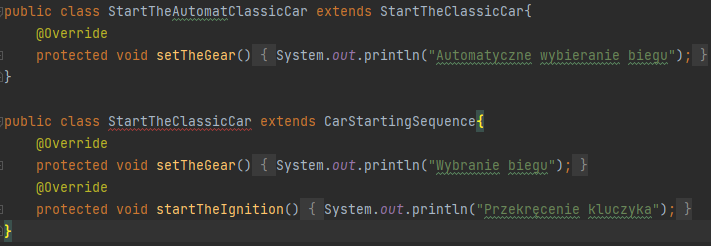 public class StartTheAutomatClassicCar extends StartTheClassicCar{
@Override
protected void setTheGear() { System.out.println("Automatyczne wybieranie biegu"); }
}
public class StartTheClassicCar extends CarStartingSequence{
@Override
protected void setTheGear() { System.out.println("Wybranie biegu"); }
@Override
protected void startTheIgnition() { System.out.println("Przekręcenie kluczyka"); }
}